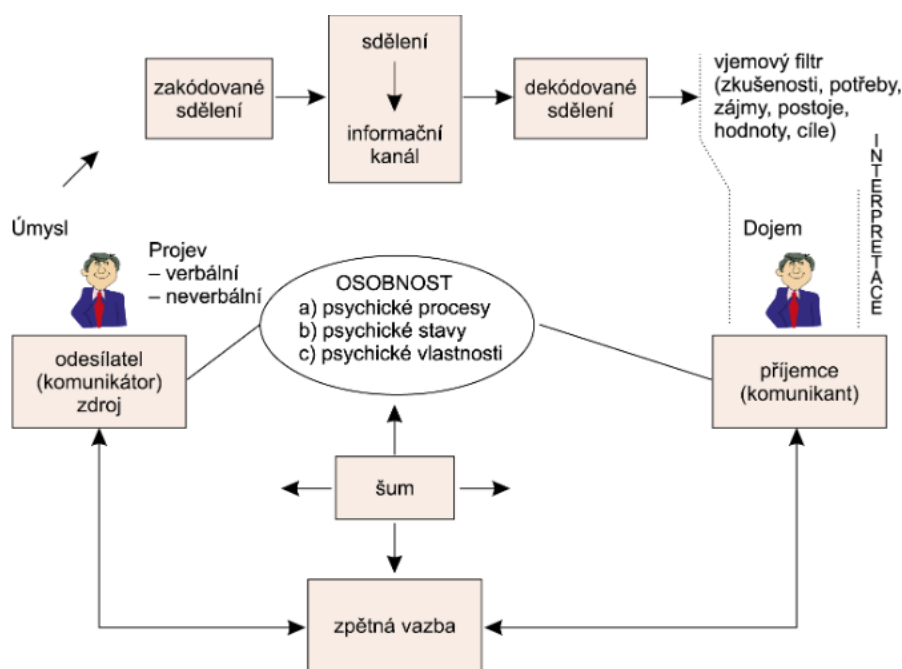 zakódované
sdělení
sdělení
informační
kanál
dekódované
sdělení
vjemový filtr
(zkušenosti, potřeby,
zájmy, postoje,
hodnoty, cíle)
INTERPRETACE
Úmysl
Projev
– verbální
– neverbální
Dojem
OSOBNOST
a) psychické procesy
b) psychické stavy
c) psychické vlastnosti
odesílatel
(komunikátor)
zdroj
příjemce
(komunikant)
šum
zpětná vazba